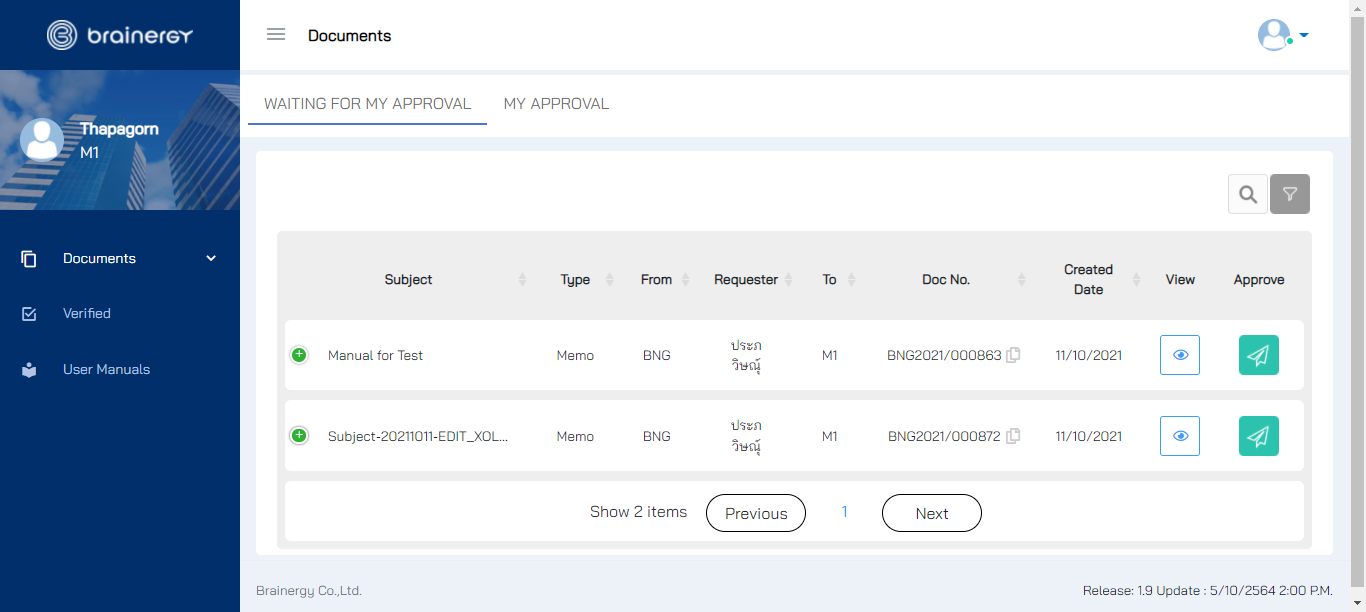 brainergy
Documents
Thapagorn
M1
Documents
Verified
User Manuals
WAITING FOR MY APPROVAL
MY APPROVAL
Subject Type From Requester To Doc No. Created Date View Approve
Manual for Test Memo BNG ประภ วิษณุ์ M1 BNG2021/000863 11/10/2021
Subject-20211011-EDIT_XOL... Memo BNG ประภ วิษณุ์ M1 BNG2021/000872 11/10/2021
Show 2 items Previous 1 Next
Brainergy Co.,Ltd.
Release: 1.9 Update : 5/10/2564 2:00 P.M.